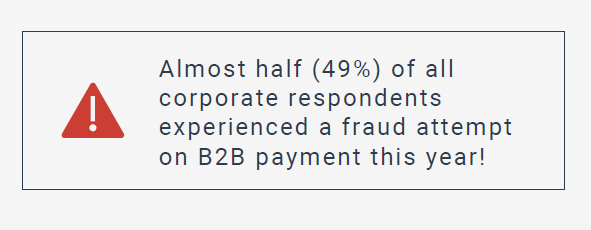 Almost half (49%) of all
corporate respondents
experienced a fraud attempt
on B2B payment this year!